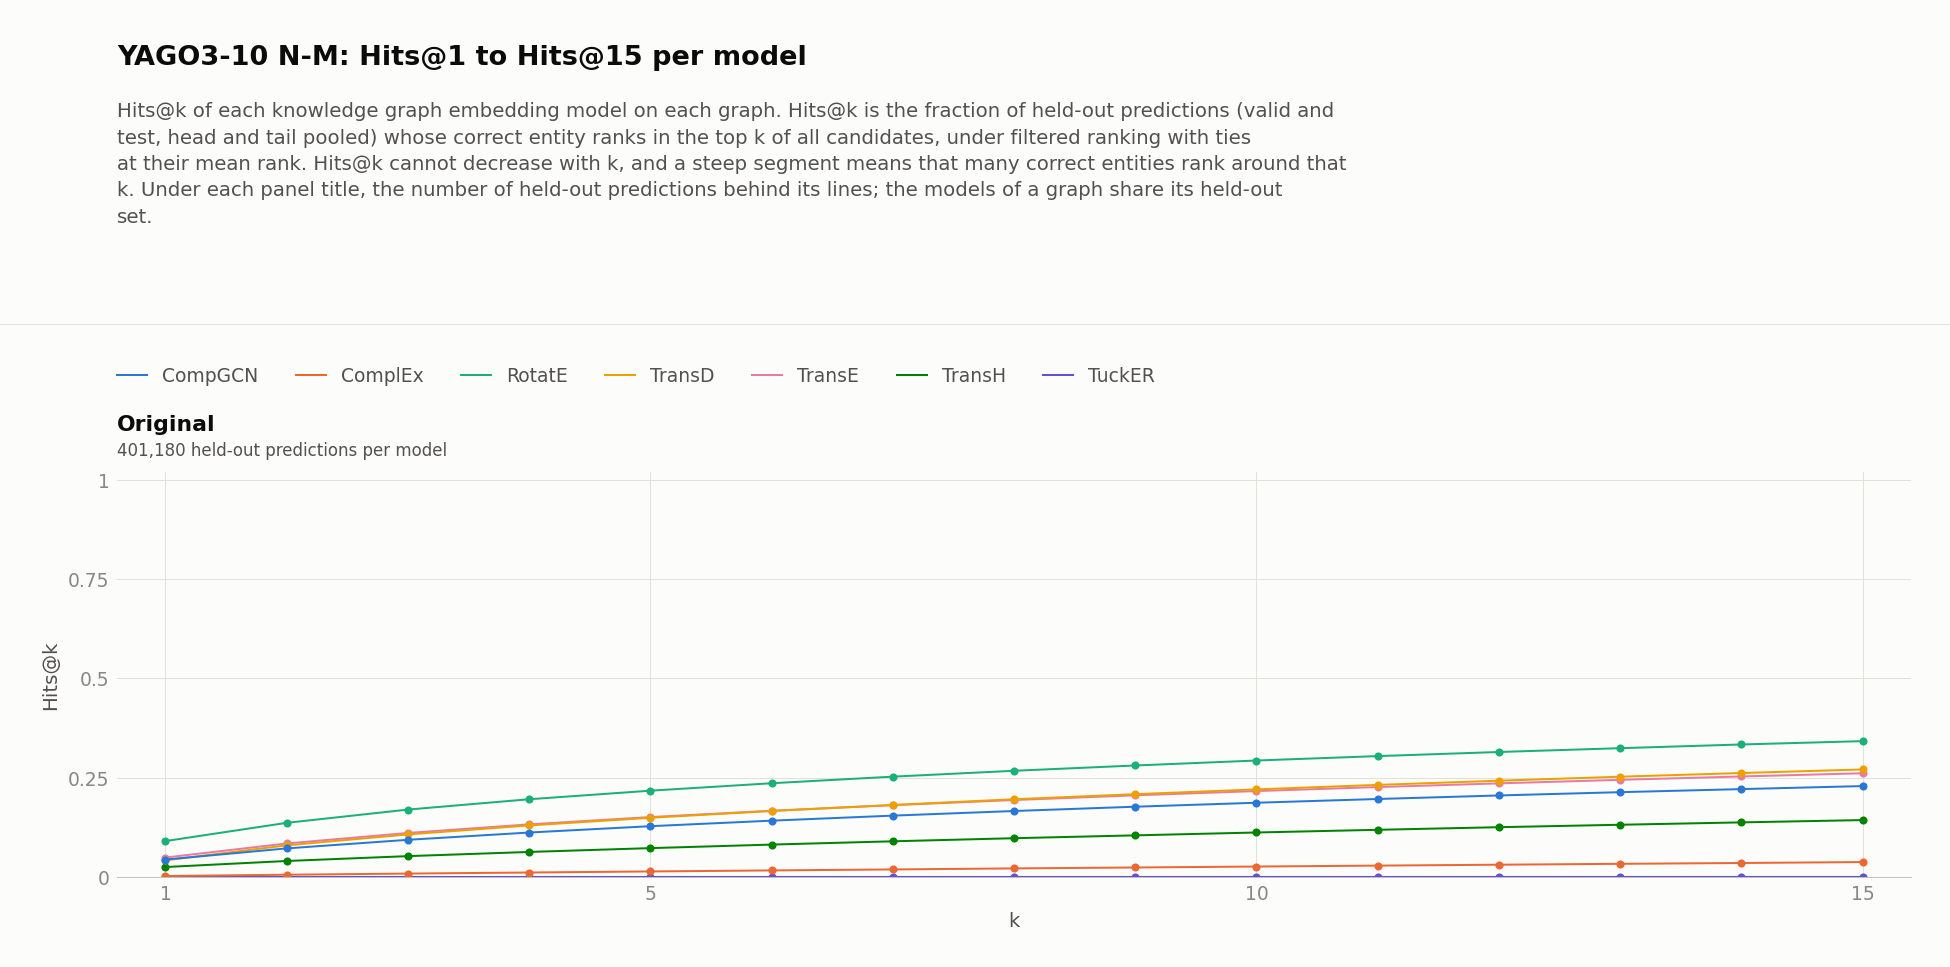 YAGO3-10 N-M: Hits@1 to Hits@15 per model
Hits@k of each knowledge graph embedding model on each graph. Hits@k is the fraction of held-out predictions (valid and
test, head and tail pooled) whose correct entity ranks in the top k of all candidates, under filtered ranking with ties
at their mean rank. Hits@k cannot decrease with k, and a steep segment means that many correct entities rank around that
k. Under each panel title, the number of held-out predictions behind its lines; the models of a graph share its held-out
set.
CompGCN ComplEx RotatE TransD TransE TransH TuckER
Original
401,180 held-out predictions per model
1
0.75
0.5
0.25
0
Hits@k
1 5 10 15
k